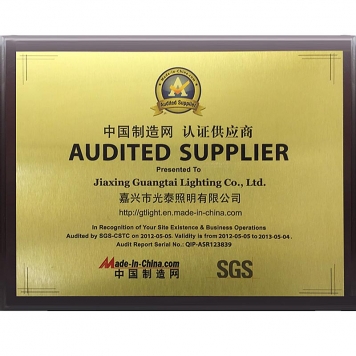 Made-in-China.com
A
Audited Supplier
中国制造网 认证供应商
AUDITED SUPPLIER
Presented To
Jiaxing Guangtai Lighting Co., Ltd.
嘉兴市光泰照明有限公司
http://gtlight.en.made-in-china.com/
In Recognition of Your Site Existence & Business Operations
Audited by SGS-CSTC on 2012-05-05. Validity is from 2012-05-05 to 2013-05-04 .
Audit Report Serial No.: QIP-ASR123839
Made-in-China.com
中国制造网
SGS